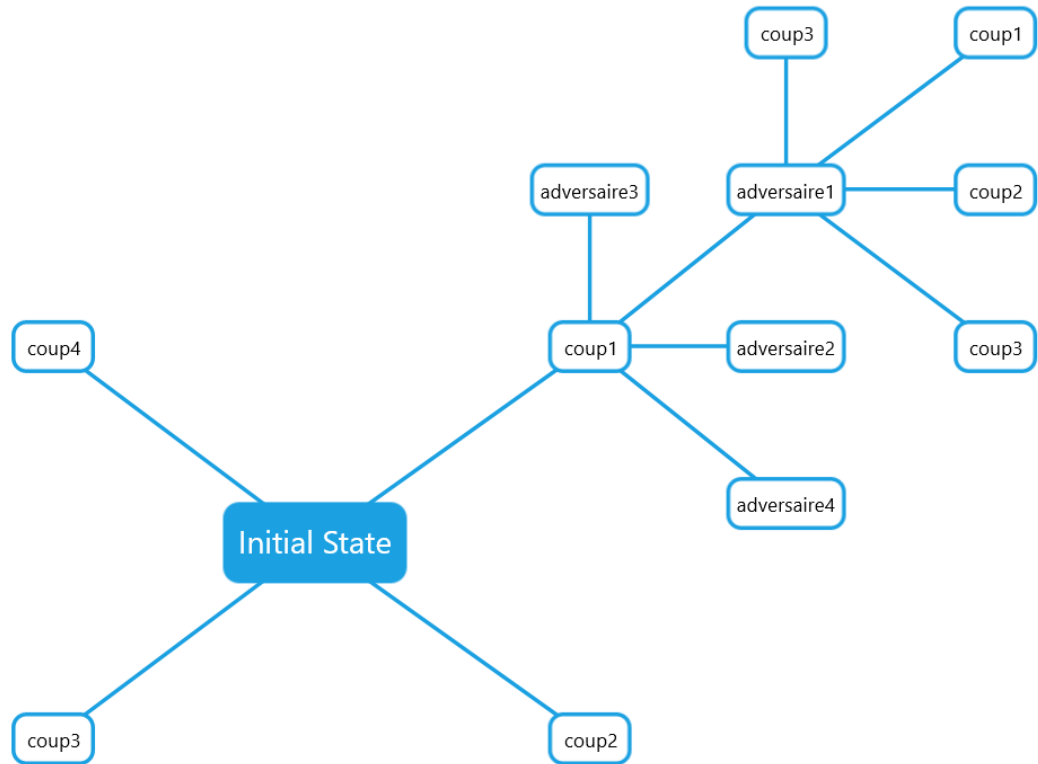 coup3
coup1
adversaire3
adversaire1
coup2
coup4
coup1
adversaire2
coup3
adversaire4
Initial State
coup3
coup2